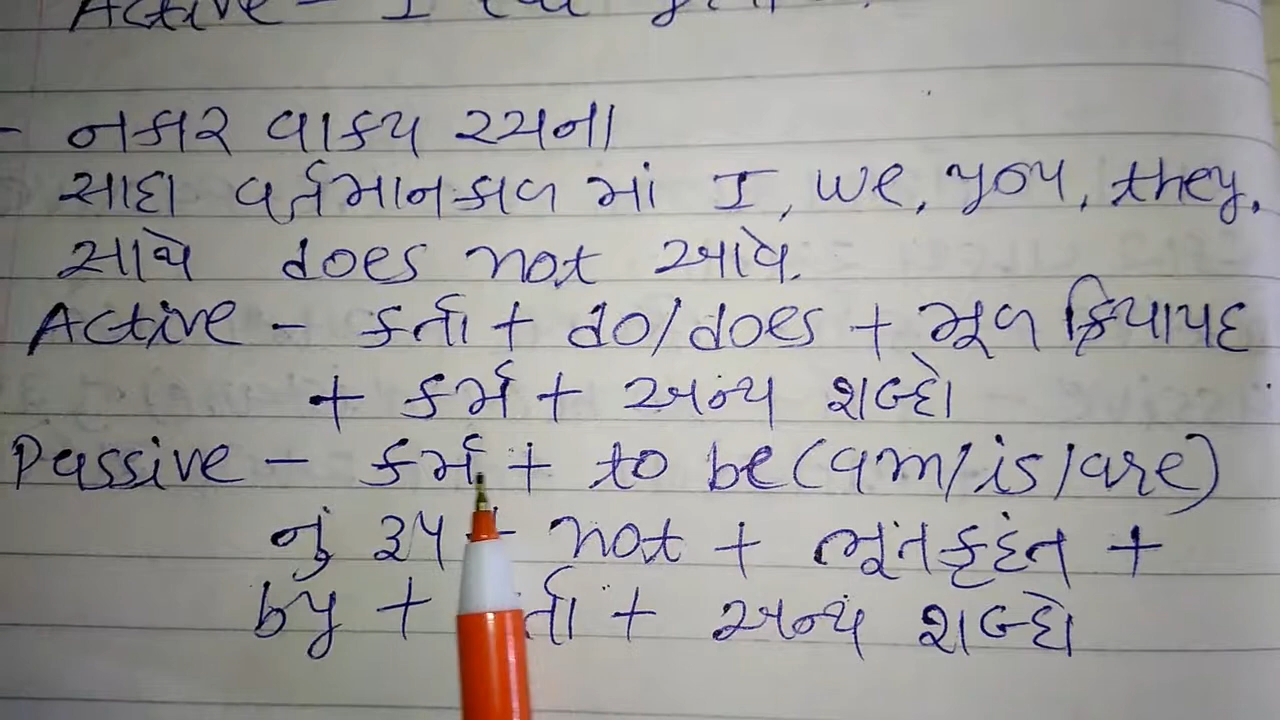 Active - I
- નકાર વાક્ય રચના
સાદા વર્તમાનકાળ માં I, we, you, they.
સાથે does not આવે.
Active - કર્તા + do/does + મૂળ ક્રિયાપદ
+ કર્મ + અન્ય શબ્દો
Passive - કર્મ + to be (am/is/are)
નું રૂપ + not + ભૂતકૃદંત +
by + + અન્ય શબ્દો